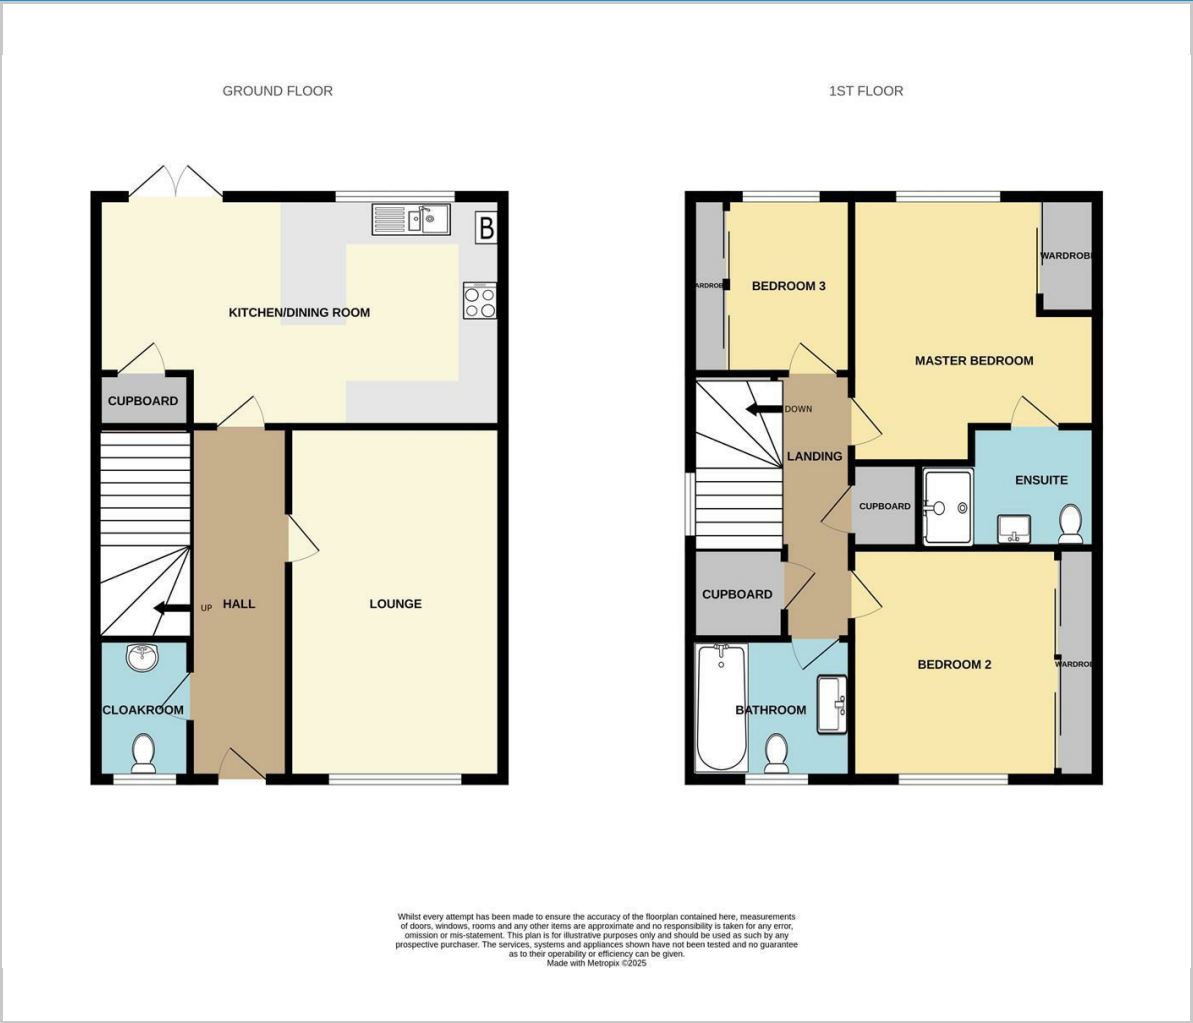 GROUND FLOOR
1ST FLOOR
B
KITCHEN/DINING ROOM
CUPBOARD
UP
HALL
LOUNGE
CLOAKROOM
WARDROBE
ARDROB
BEDROOM 3
MASTER BEDROOM
DOWN
LANDING
ENSUITE
CUPBOARD
CUPBOARD
BEDROOM 2
WARDROB
BATHROOM
Whilst every attempt has been made to ensure the accuracy of the floorplan contained here, measurements
of doors, windows, rooms and any other items are approximate and no responsibility is taken for any error,
omission or mis-statement. This plan is for illustrative purposes only and should be used as such by any
prospective purchaser. The services, systems and appliances shown have not been tested and no guarantee
as to their operability or efficiency can be given.
Made with Metropix ©2025